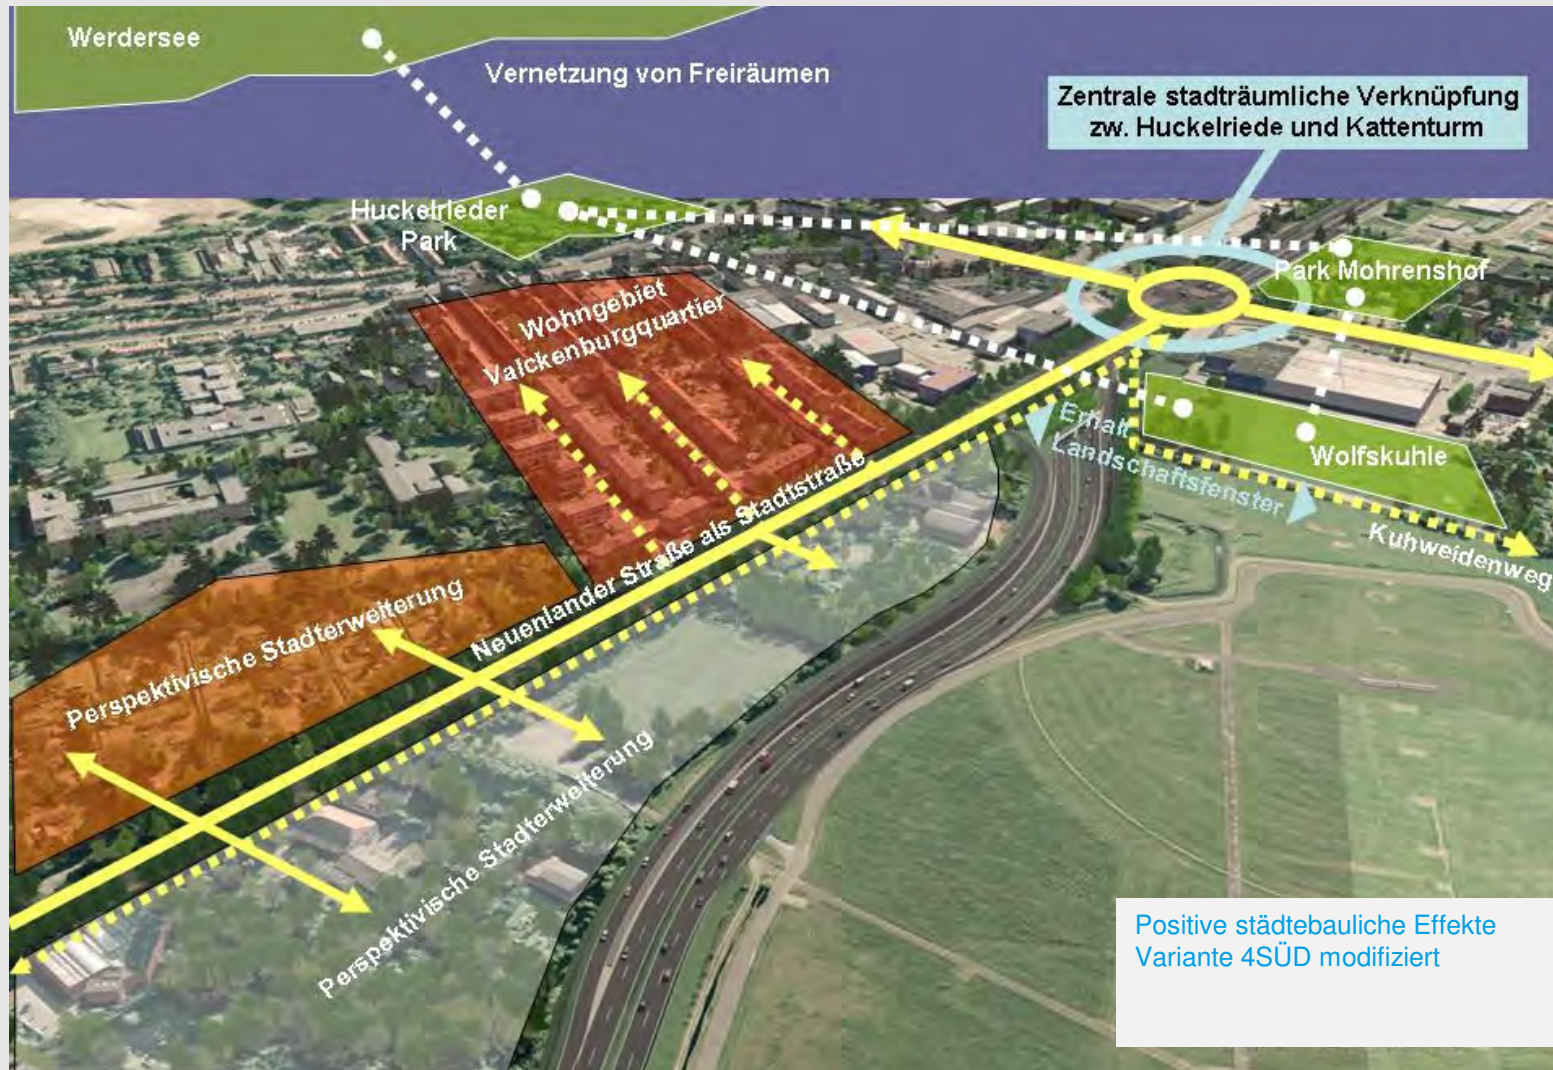 Werdersee
Vernetzung von Freiräumen
Zentrale stadträumliche Verknüpfung
zw. Huckelriede und Kattenturm
Huckelrieder
Park
Park Mohrenshof
Wohngebiet
Valckenburgquartier
Erhalt
Landschaftsfenster
Wolfskuhle
Kuhweidenweg
Neuenlander Straße als Stadtstraße
Perspektivische Stadterweiterung
Perspektivische Stadterweiterung
Positive städtebauliche Effekte
Variante 4SÜD modifiziert